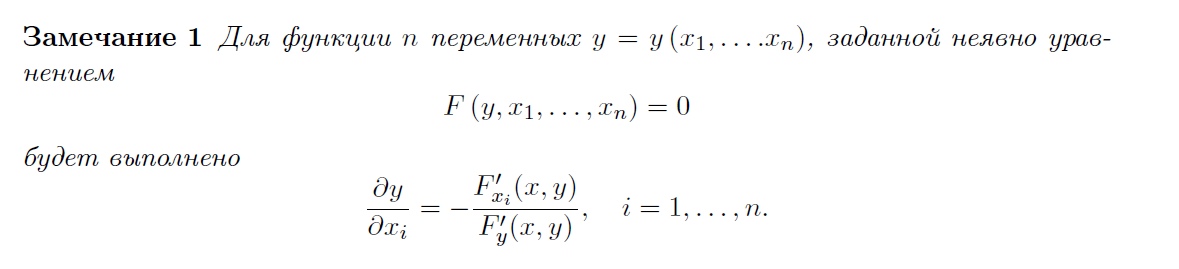 Замечание 1 Для функции n переменных y = y (x₁, . . . .xₙ), заданной неявно урав-
нением
F (y, x₁, . . . , xₙ) = 0
будет выполнено
∂y/∂xᵢ = − F′ₓᵢ(x, y)/F′ᵧ(x, y), i = 1, . . . , n.